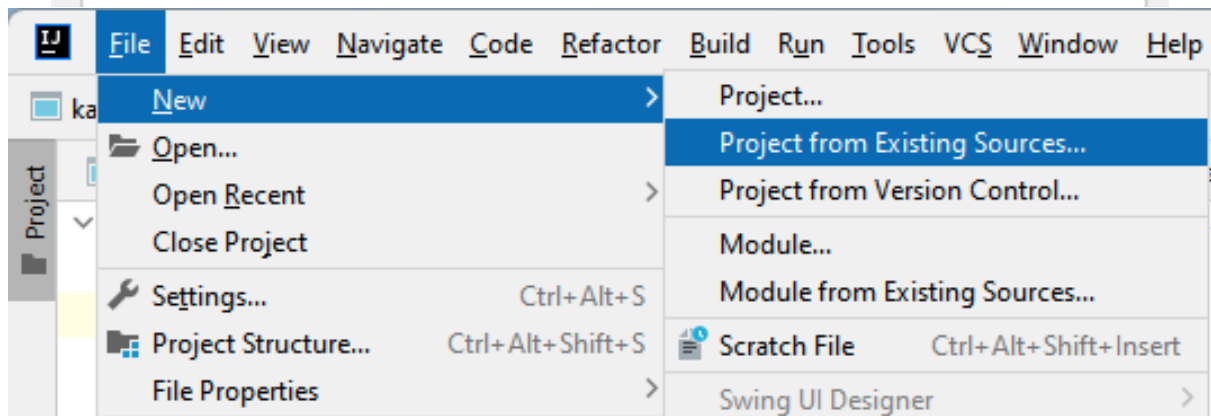 IJ File Edit View Navigate Code Refactor Build Run Tools VCS Window Help
ka
New
Open...
Open Recent
Close Project
Settings... Ctrl+Alt+S
Project Structure... Ctrl+Alt+Shift+S
File Properties
Project...
Project from Existing Sources...
Project from Version Control...
Module...
Module from Existing Sources...
Scratch File Ctrl+Alt+Shift+Insert
Swing UI Designer
Project